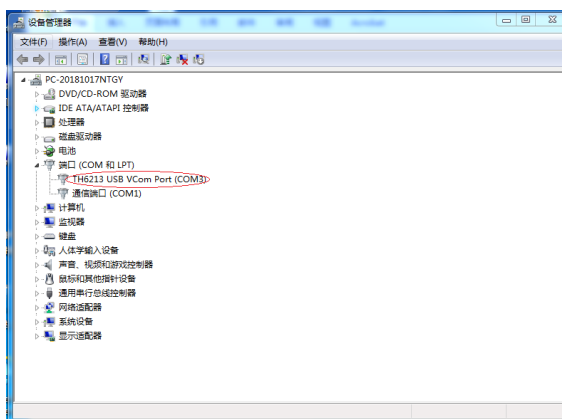 设备管理器
文件(F) 操作(A) 查看(V) 帮助(H)
PC-20181017NTGY
DVD/CD-ROM 驱动器
IDE ATA/ATAPI 控制器
处理器
磁盘驱动器
电池
端口 (COM 和 LPT)
TH6213 USB VCom Port (COM3)
通信端口 (COM1)
计算机
监视器
键盘
人体学输入设备
声音、视频和游戏控制器
鼠标和其他指针设备
通用串行总线控制器
网络适配器
系统设备
显示适配器